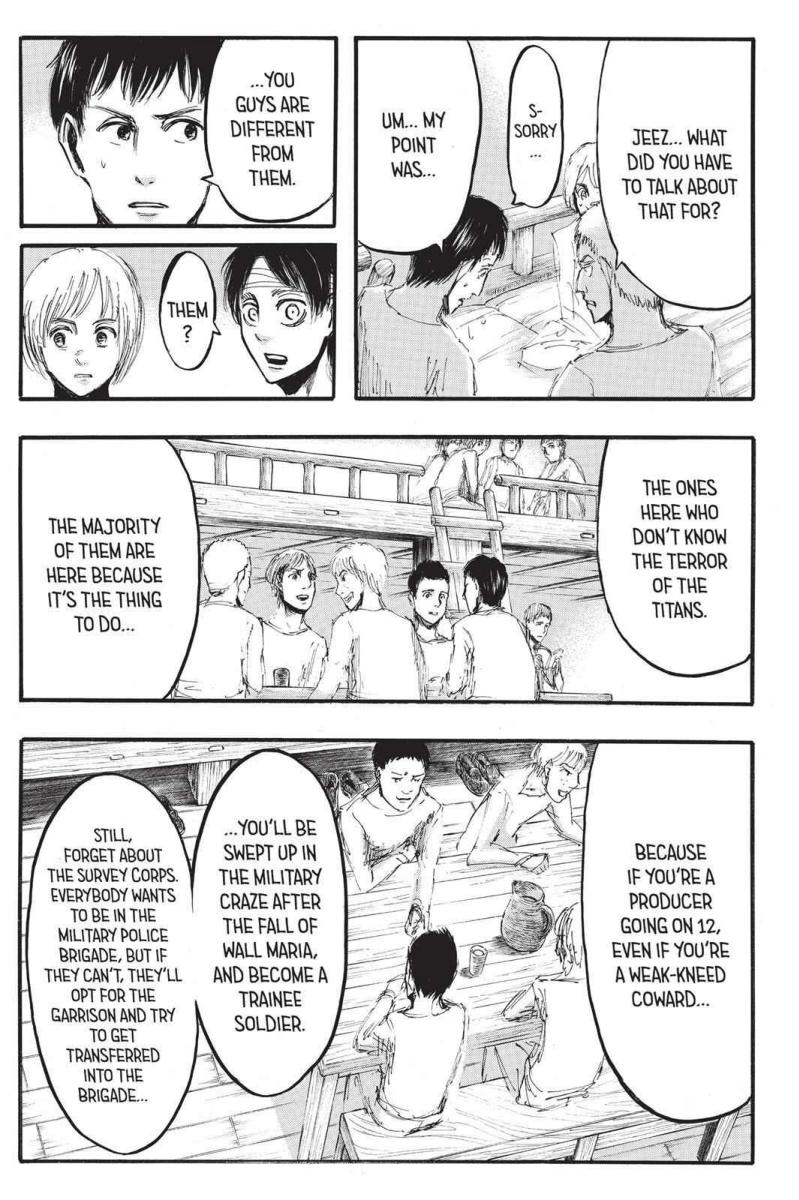 JEEZ... WHAT
DID YOU HAVE
TO TALK ABOUT
THAT FOR?
S-
SORRY
...
UM... MY
POINT
WAS...
...YOU
GUYS ARE
DIFFERENT
FROM
THEM.
THEM
?
THE ONES
HERE WHO
DON'T KNOW
THE TERROR
OF THE
TITANS.
THE MAJORITY
OF THEM ARE
HERE BECAUSE
IT'S THE THING
TO DO...
BECAUSE
IF YOU'RE A
PRODUCER
GOING ON 12,
EVEN IF YOU'RE
A WEAK-KNEED
COWARD...
...YOU'LL BE
SWEPT UP IN
THE MILITARY
CRAZE AFTER
THE FALL OF
WALL MARIA,
AND BECOME A
TRAINEE
SOLDIER.
STILL,
FORGET ABOUT
THE SURVEY CORPS.
EVERYBODY WANTS
TO BE IN THE
MILITARY POLICE
BRIGADE, BUT IF
THEY CAN'T, THEY'LL
OPT FOR THE
GARRISON AND TRY
TO GET
TRANSFERRED
INTO THE
BRIGADE...